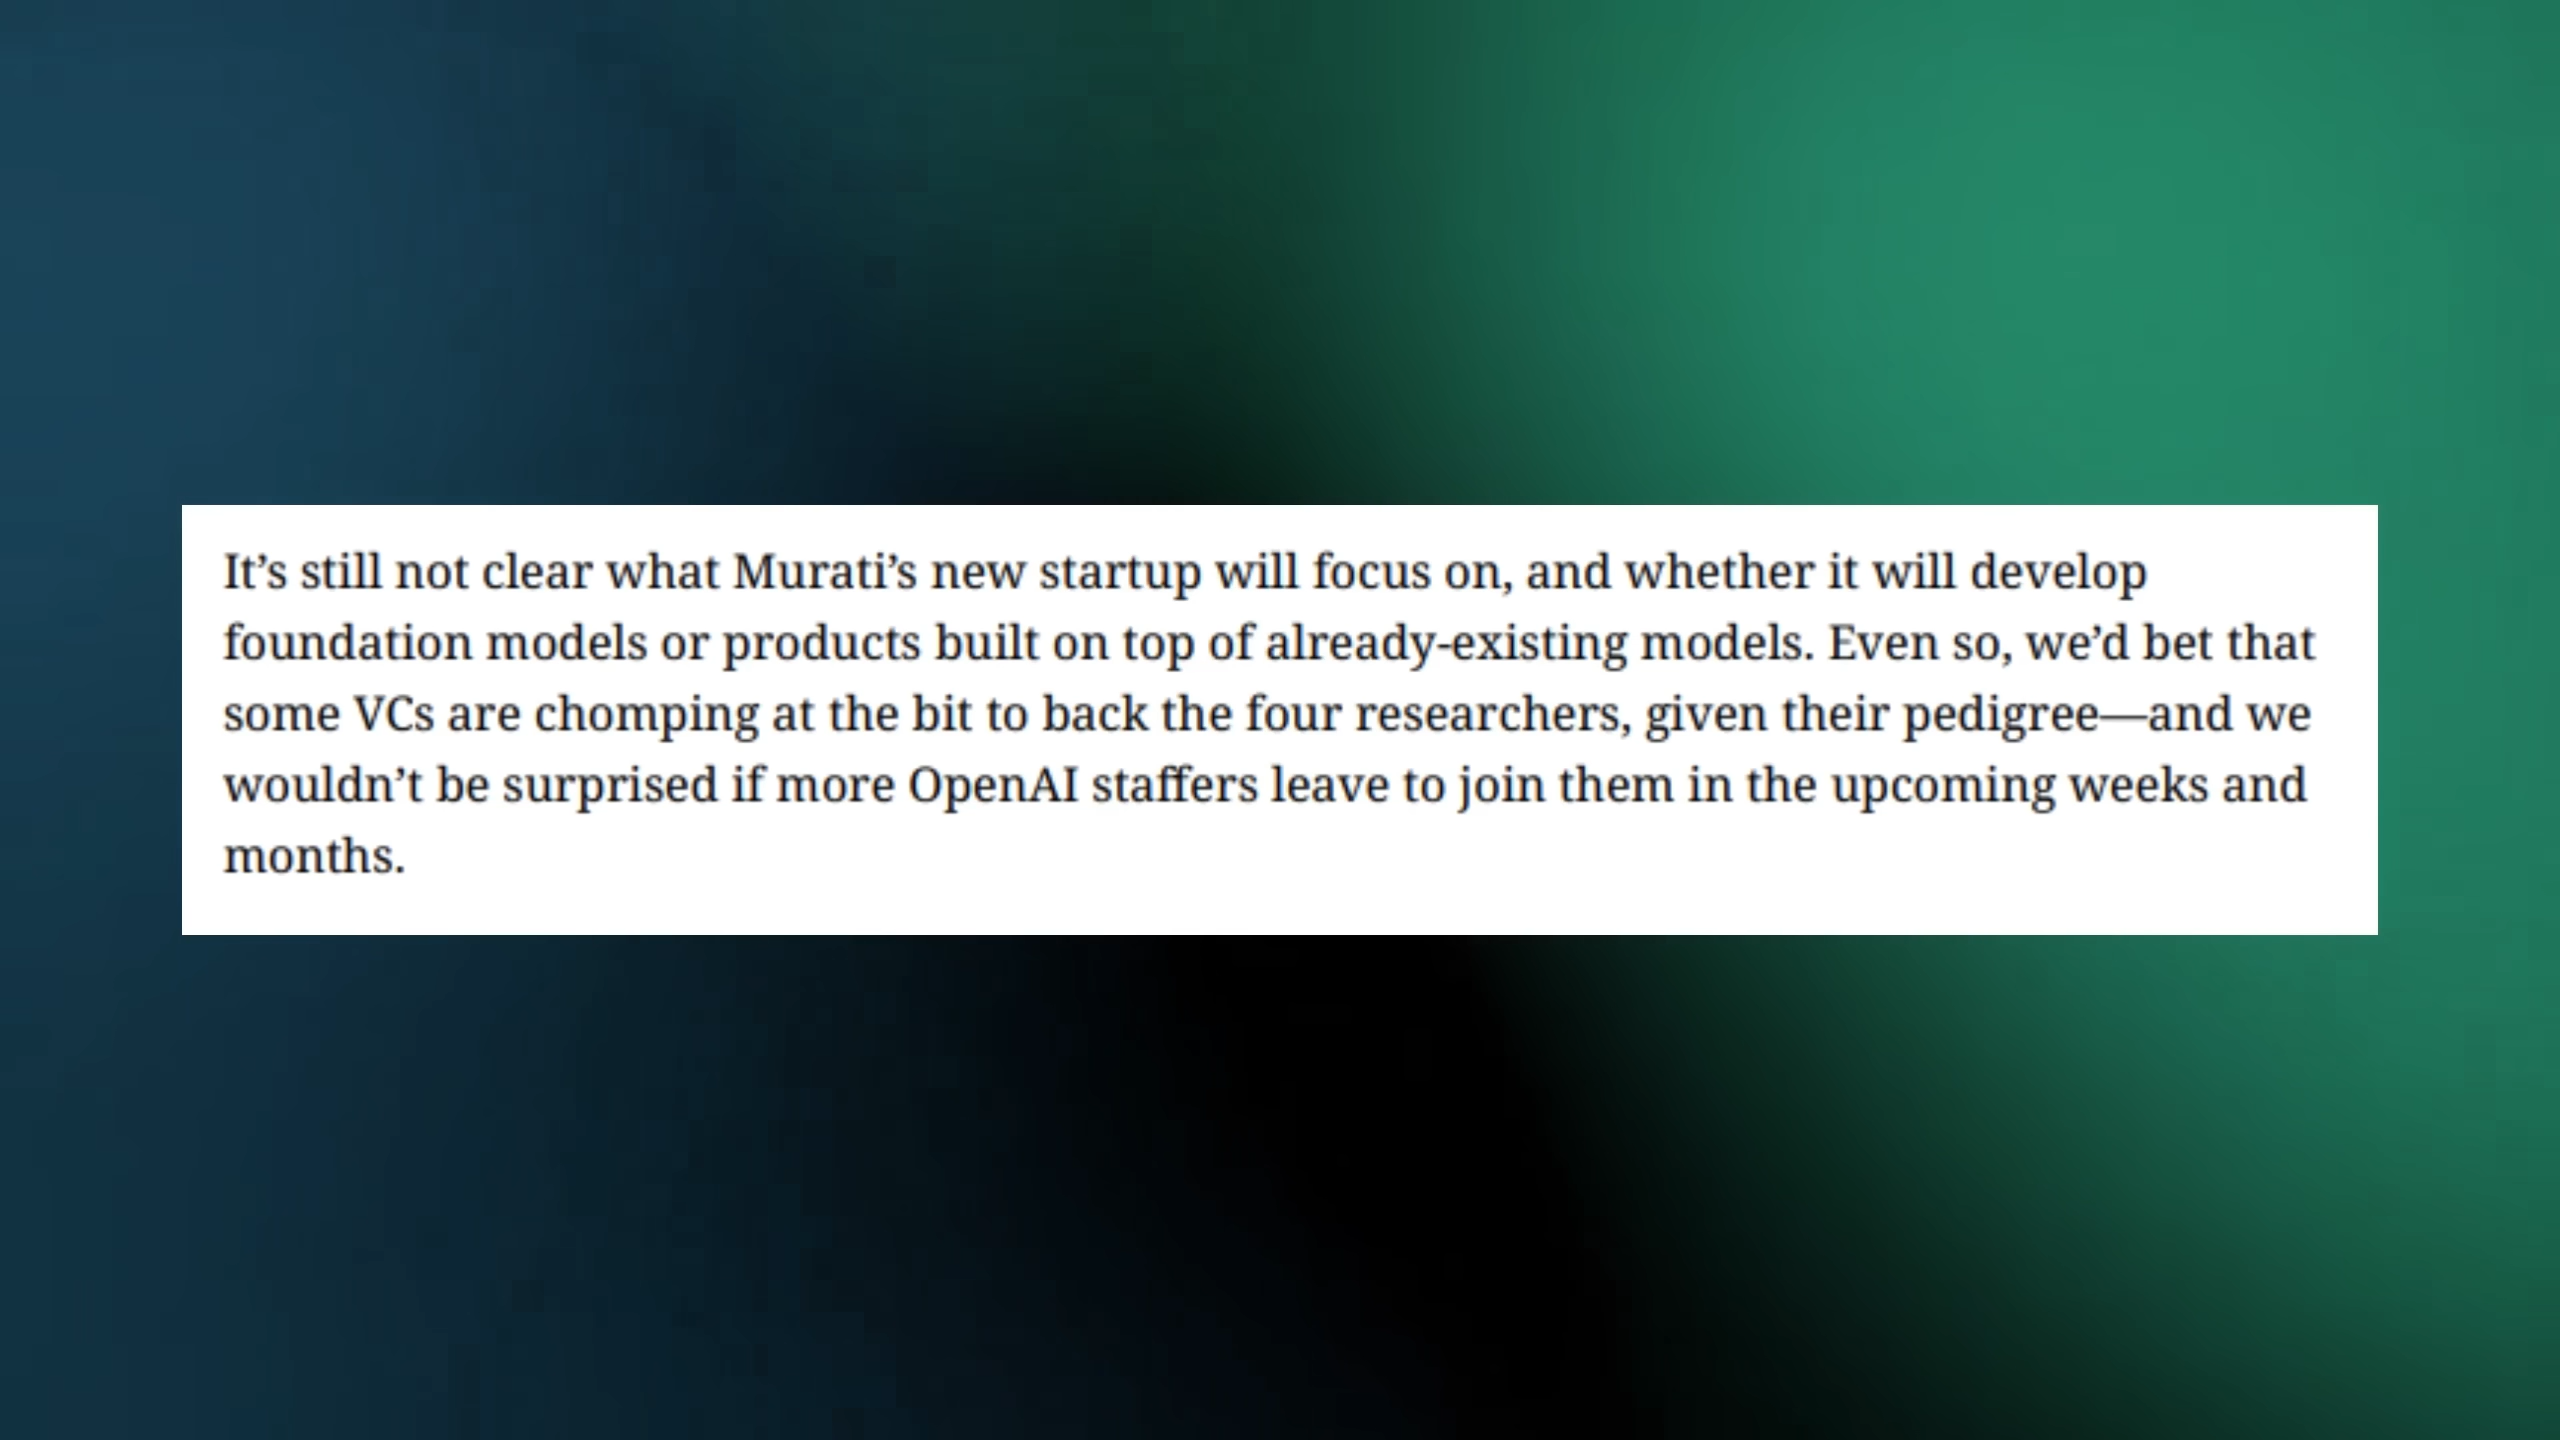 It’s still not clear what Murati’s new startup will focus on, and whether it will develop
foundation models or products built on top of already-existing models. Even so, we’d bet that
some VCs are chomping at the bit to back the four researchers, given their pedigree—and we
wouldn’t be surprised if more OpenAI staffers leave to join them in the upcoming weeks and
months.